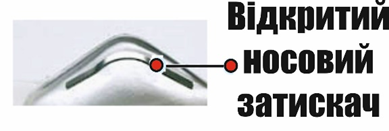 Відкритий
носовий
затискач